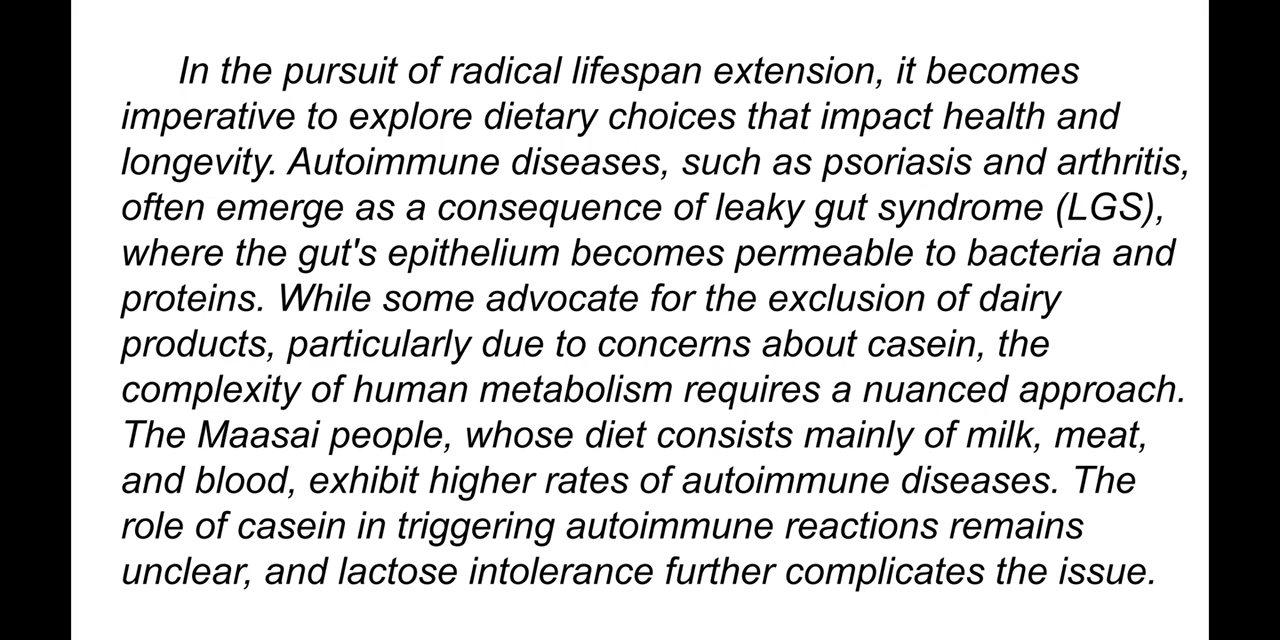 In the pursuit of radical lifespan extension, it becomes
imperative to explore dietary choices that impact health and
longevity. Autoimmune diseases, such as psoriasis and arthritis,
often emerge as a consequence of leaky gut syndrome (LGS),
where the gut's epithelium becomes permeable to bacteria and
proteins. While some advocate for the exclusion of dairy
products, particularly due to concerns about casein, the
complexity of human metabolism requires a nuanced approach.
The Maasai people, whose diet consists mainly of milk, meat,
and blood, exhibit higher rates of autoimmune diseases. The
role of casein in triggering autoimmune reactions remains
unclear, and lactose intolerance further complicates the issue.